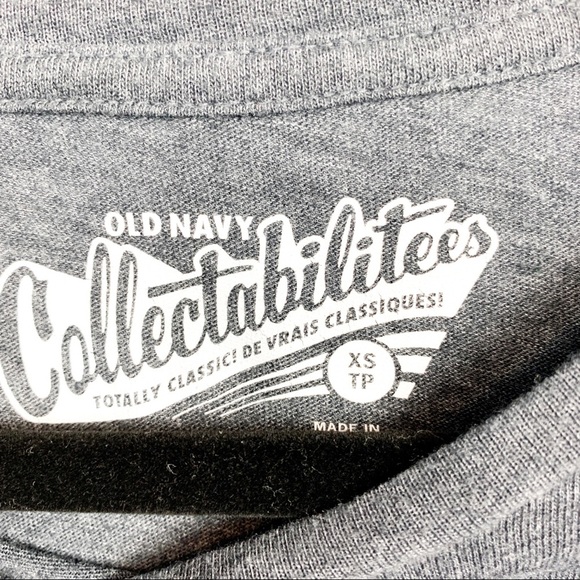 OLD NAVY
Collectabilitees
TOTALLY CLASSIC! DE VRAIS CLASSIQUES!
XS
TP
MADE IN